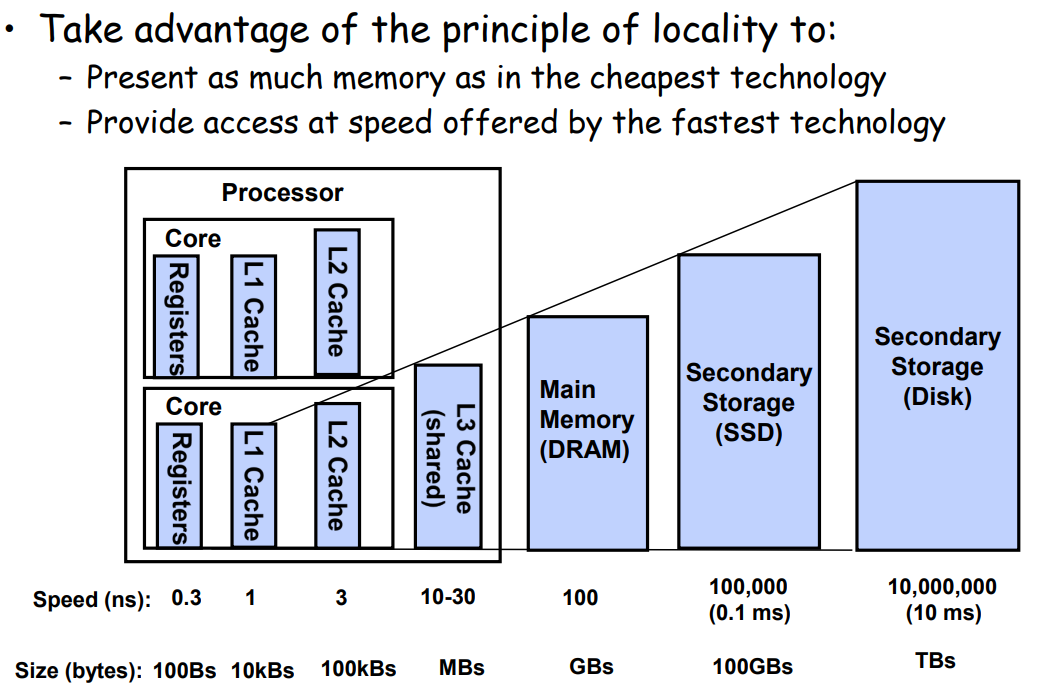 • Take advantage of the principle of locality to:
– Present as much memory as in the cheapest technology
– Provide access at speed offered by the fastest technology
Processor
Core
Registers
L1 Cache
L2 Cache
Core
Registers
L1 Cache
L2 Cache
L3 Cache
(shared)
Main
Memory
(DRAM)
Secondary
Storage
(SSD)
Secondary
Storage
(Disk)
Speed (ns): 0.3 1 3 10-30 100 100,000 10,000,000
(0.1 ms) (10 ms)
Size (bytes): 100Bs 10kBs 100kBs MBs GBs 100GBs TBs